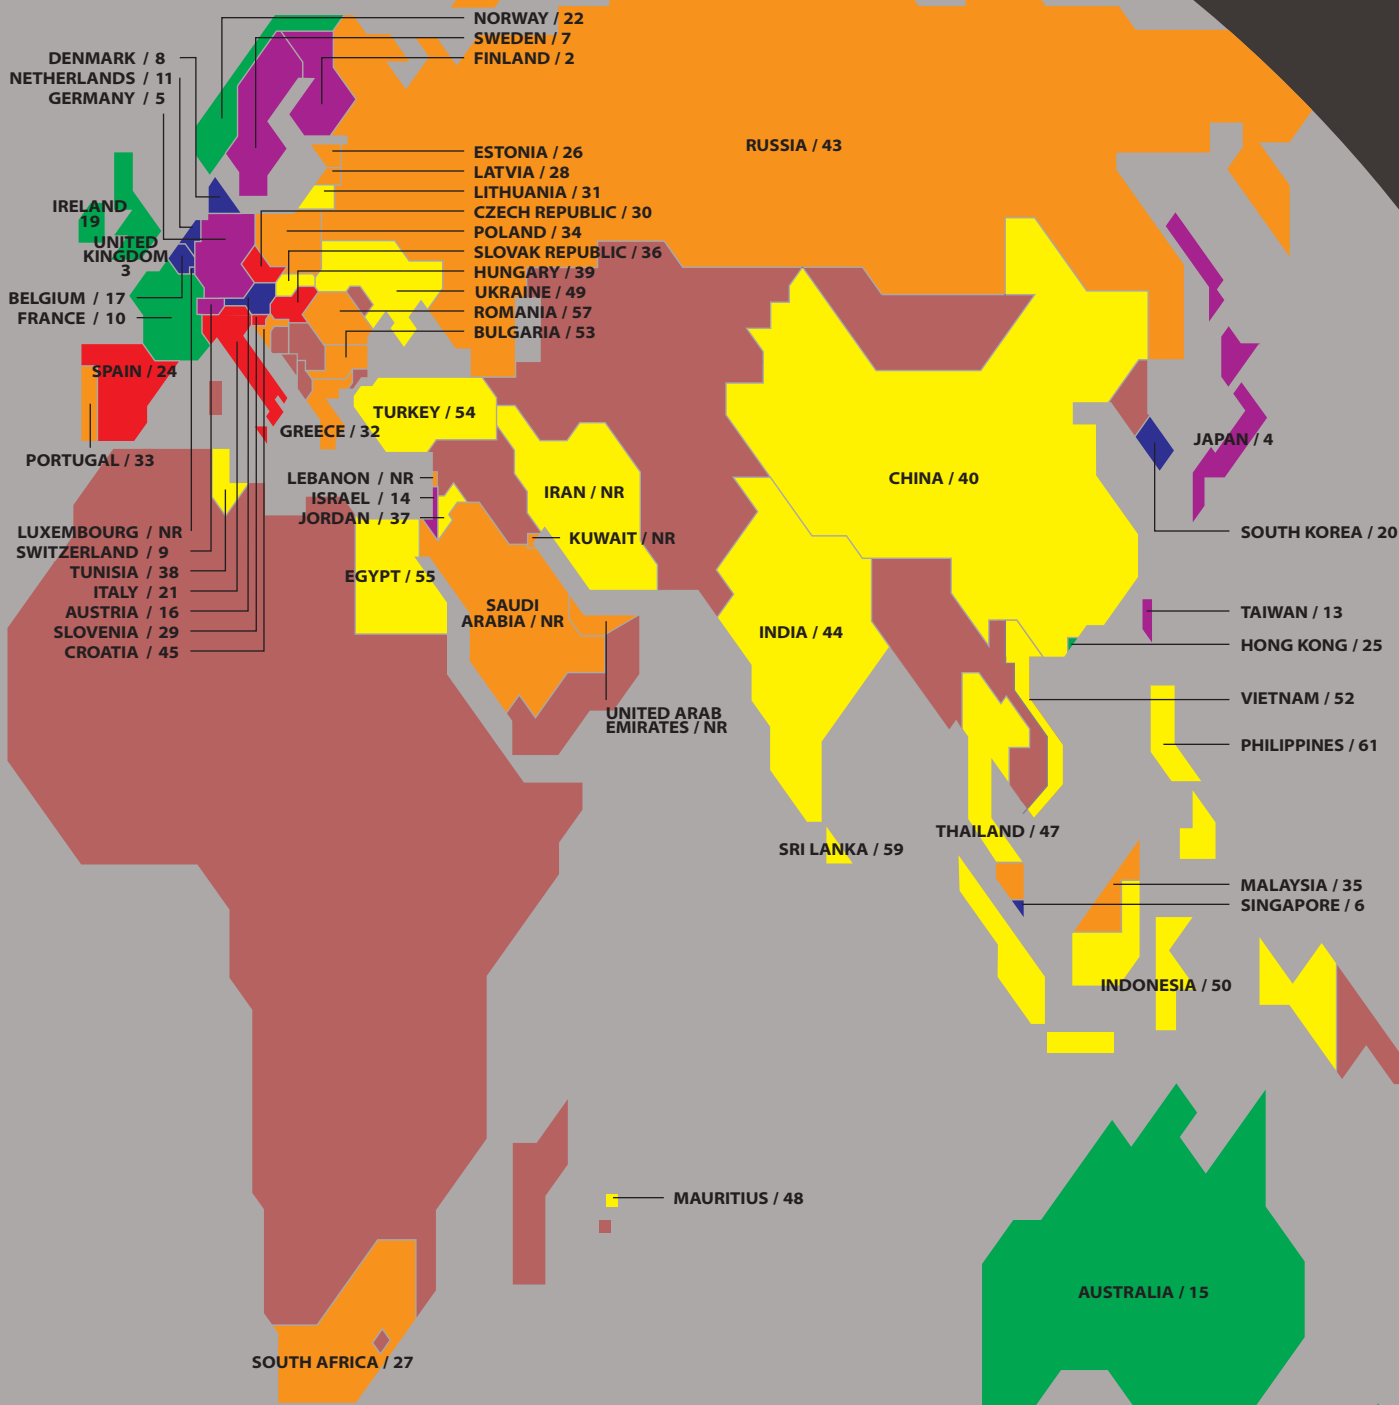 NORWAY / 22
SWEDEN / 7
FINLAND / 2
DENMARK / 8
NETHERLANDS / 11
GERMANY / 5
RUSSIA / 43
ESTONIA / 26
LATVIA / 28
LITHUANIA / 31
CZECH REPUBLIC / 30
POLAND / 34
SLOVAK REPUBLIC / 36
HUNGARY / 39
UKRAINE / 49
ROMANIA / 57
BULGARIA / 53
IRELAND
19
UNITED
KINGDOM
3
BELGIUM / 17
FRANCE / 10
SPAIN / 24
PORTUGAL / 33
GREECE / 32
TURKEY / 54
LEBANON / NR
ISRAEL / 14
JORDAN / 37
IRAN / NR
KUWAIT / NR
CHINA / 40
JAPAN / 4
SOUTH KOREA / 20
LUXEMBOURG / NR
SWITZERLAND / 9
TUNISIA / 38
ITALY / 21
AUSTRIA / 16
SLOVENIA / 29
CROATIA / 45
EGYPT / 55
SAUDI
ARABIA / NR
UNITED ARAB
EMIRATES / NR
INDIA / 44
TAIWAN / 13
HONG KONG / 25
VIETNAM / 52
PHILIPPINES / 61
THAILAND / 47
SRI LANKA / 59
MALAYSIA / 35
SINGAPORE / 6
INDONESIA / 50
MAURITIUS / 48
AUSTRALIA / 15
SOUTH AFRICA / 27